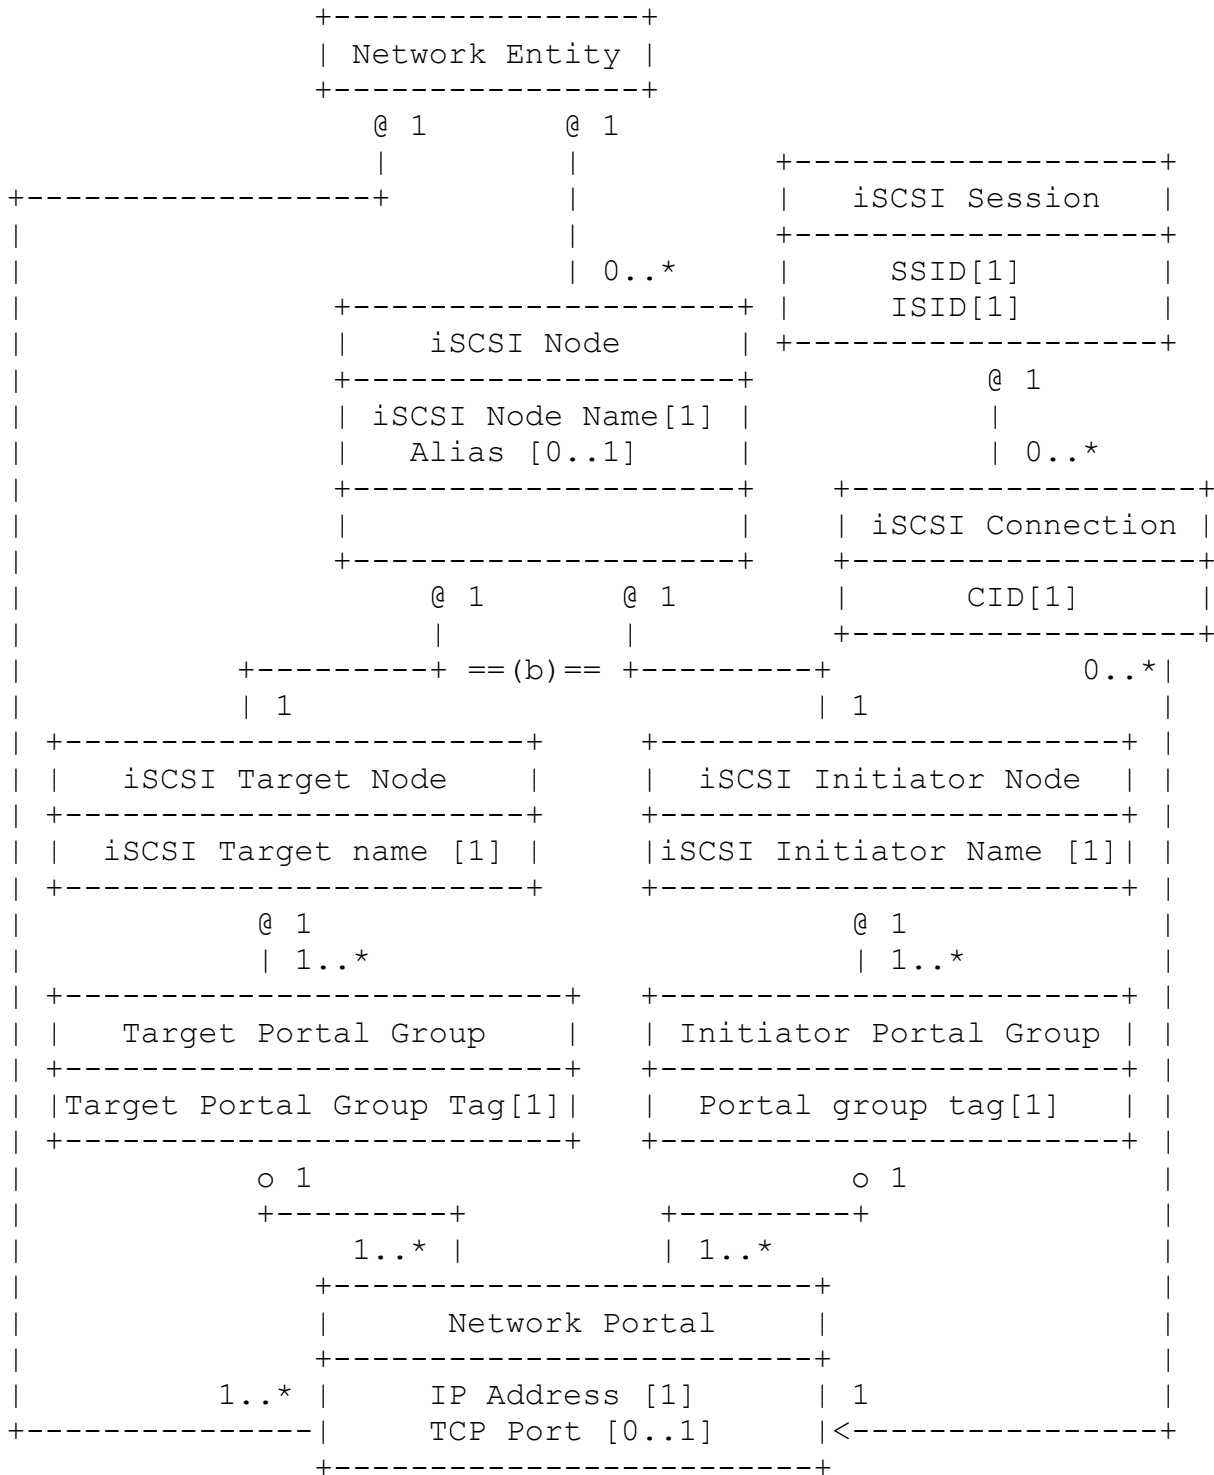 +----------------+
| Network Entity |
+----------------+
@ 1 @ 1
| | +-------------------+
+------------------+ | | iSCSI Session |
| | +-------------------+
| | 0..* | SSID[1] |
| +--------------------+ | ISID[1] |
| | iSCSI Node | +-------------------+
| +--------------------+ @ 1
| | iSCSI Node Name[1] | |
| | Alias [0..1] | | 0..*
| +--------------------+ +------------------+
| | | | iSCSI Connection |
| +--------------------+ +------------------+
| @ 1 @ 1 | CID[1] |
| | | +------------------+
| +---------+ ==(b)== +---------+ 0..*|
| | 1 | 1 |
| +------------------------+ +------------------------+ |
| | iSCSI Target Node | | iSCSI Initiator Node | |
| +------------------------+ +------------------------+ |
| | iSCSI Target name [1] | |iSCSI Initiator Name [1]| |
| +------------------------+ +------------------------+ |
| @ 1 @ 1 |
| | 1..* | 1..* |
| +--------------------------+ +------------------------+ |
| | Target Portal Group | | Initiator Portal Group | |
| +--------------------------+ +------------------------+ |
| |Target Portal Group Tag[1]| | Portal group tag[1] | |
| +--------------------------+ +------------------------+ |
| o 1 o 1 |
| +---------+ +---------+ |
| 1..* | | 1..* |
| +-------------------------+ |
| | Network Portal | |
| +-------------------------+ |
| 1..* | IP Address [1] | 1 |
+---------------| TCP Port [0..1] |<----------------+
+-------------------------+